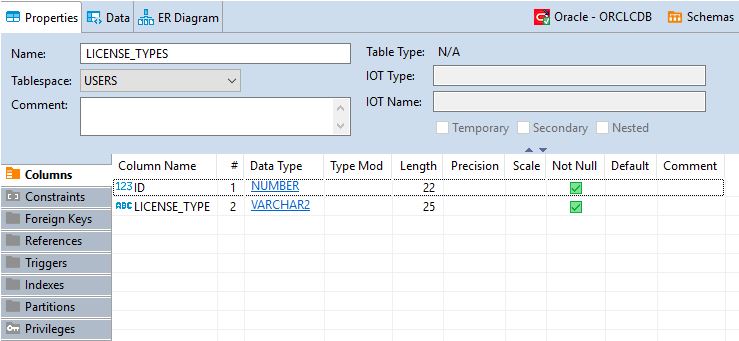 Properties Data ER Diagram Oracle - ORCLCDB Schemas
Name: LICENSE_TYPES Table Type: N/A
Tablespace: USERS IOT Type:
Comment: IOT Name:
Temporary Secondary Nested
Columns Column Name # Data Type Type Mod Length Precision Scale Not Null Default Comment
Constraints 123 ID 1 NUMBER 22
Foreign Keys ABC LICENSE_TYPE 2 VARCHAR2 25
References
Triggers
Indexes
Partitions
Privileges